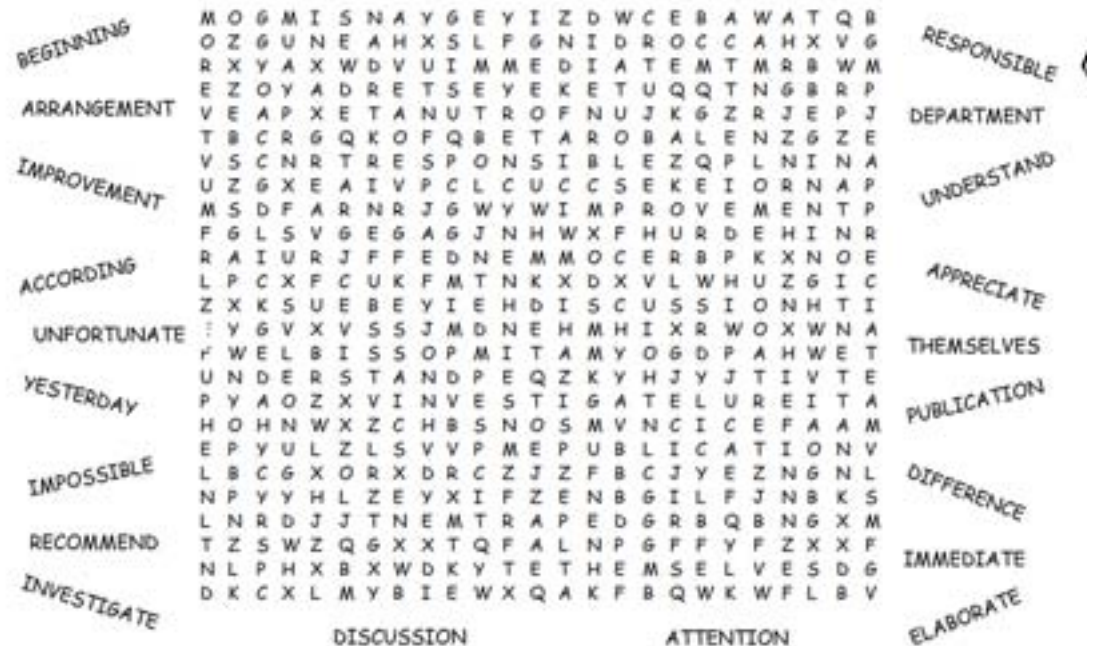 BEGINNING
ARRANGEMENT
IMPROVEMENT
ACCORDING
UNFORTUNATE
YESTERDAY
IMPOSSIBLE
RECOMMEND
INVESTIGATE
M O G M I S N A Y G E Y I Z D W C E B A W A T Q B
O Z G U N E A H X S L F G N I D R O C C A H X V G
R X Y A X W D V U I M M E D I A T E M T M R B W M
E Z O Y A D R E T S E Y E K E T U Q Q T N G B R P
V E A P X E T A N U T R O F N U J K G Z R J E P J
T B C R G Q K O F Q B E T A R O B A L E N Z G Z E
V S C N R T R E S P O N S I B L E Z Q P L N I N A
U Z G X E A I V P C L C U C C S E K E I O R N A P
M S D F A R N R J G W Y W I M P R O V E M E N T P
F G L S V G E G A G J N H W X F H U R D E H I N R
R A I U R J F F E D N E M M O C E R B P K X N O E
L P C X F C U K F M T N K X D X V L W H U Z G I C
Z X K S U E B E Y I E H D I S C U S S I O N H T I
Y G V X V S S J M D N E H M H I X R W O X W N A
W E L B I S S O P M I T A M Y O G D P A H W E T
U N D E R S T A N D P E Q Z K Y H J Y J T I V T E
P Y A O Z X V I N V E S T I G A T E L U R E I T A
H O H N W X Z C H B S N O S M V N C I C E F A A M
E P Y U L Z L S V V P M E P U B L I C A T I O N V
L B C G X O R X D R C Z J Z F B C J Y E Z N G N L
N P Y Y H L Z E Y X I F Z E N B G I L F J N B K S
L N R D J J T N E M T R A P E D G R B Q B N G X M
T Z S W Z Q G X X T Q F A L N P G F F Y F Z X X F
N L P H X B X W D K Y T E T H E M S E L V E S D G
D K C X L M Y B I E W X Q A K F B Q W K W F L B V
RESPONSIBLE
DEPARTMENT
UNDERSTAND
APPRECIATE
THEMSELVES
PUBLICATION
DIFFERENCE
IMMEDIATE
ELABORATE
DISCUSSION
ATTENTION